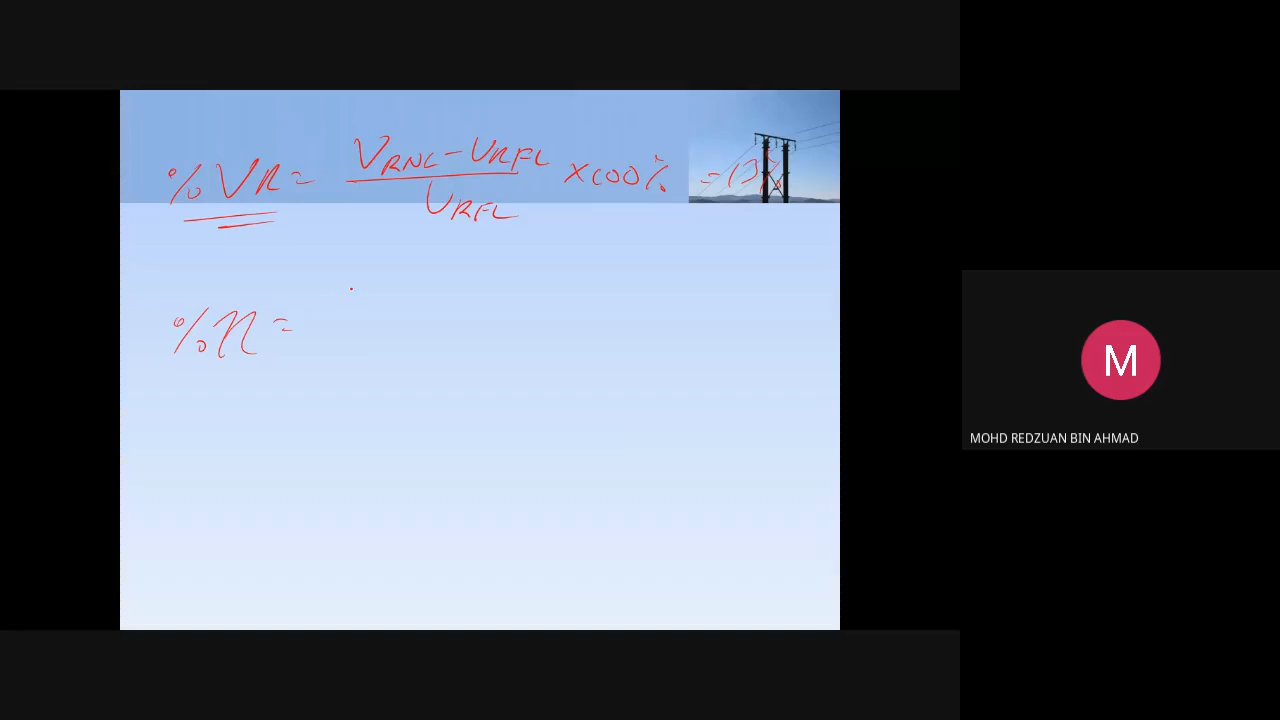 %VR = VRNL - VRFL / VRFL x100% = 13%
%η =
M
MOHD REDZUAN BIN AHMAD